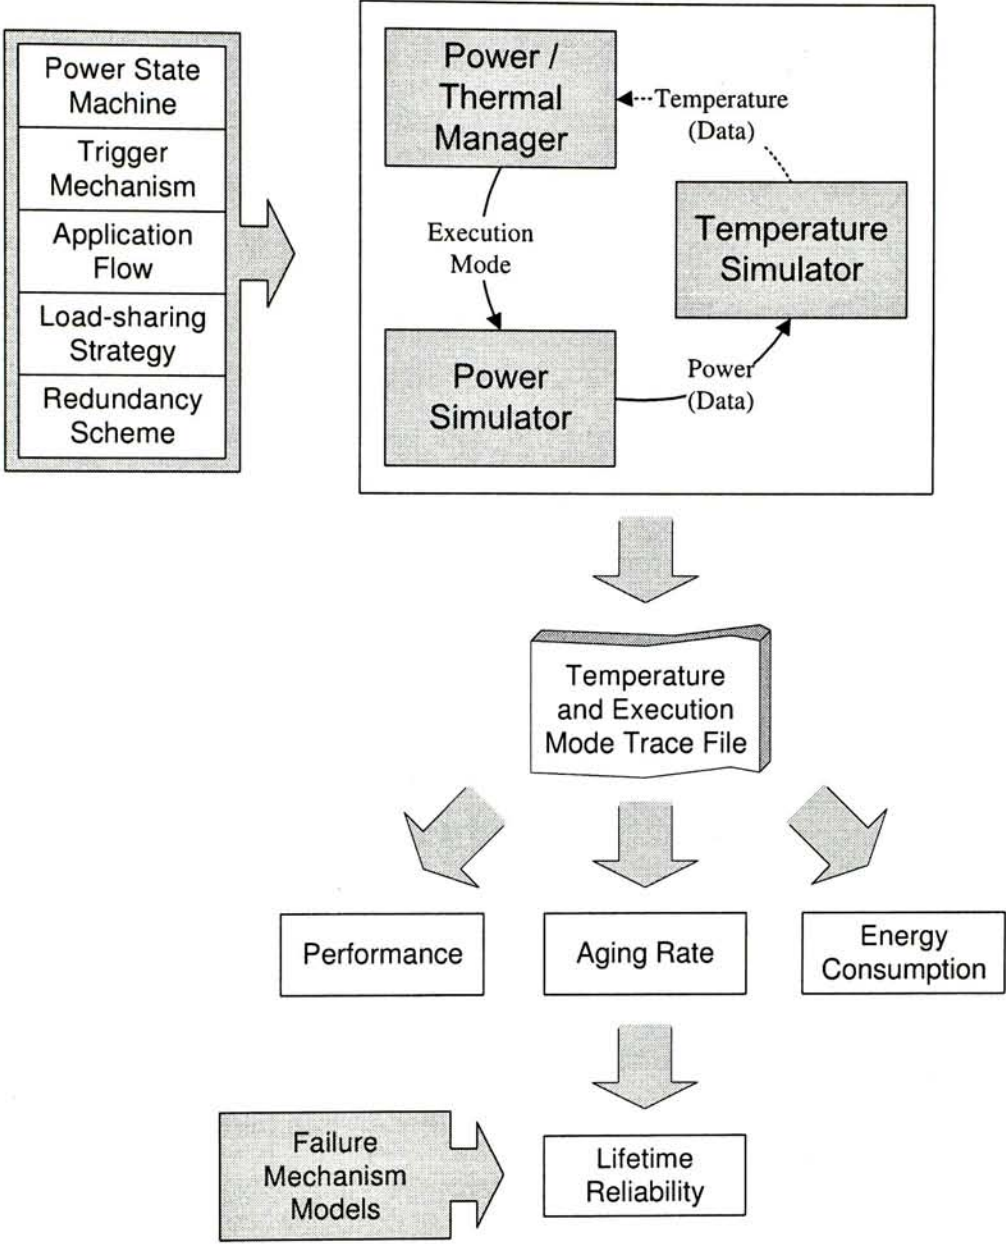 Power State
Machine
Trigger
Mechanism
Application
Flow
Load-sharing
Strategy
Redundancy
Scheme
Power /
Thermal
Manager
Temperature
(Data)
Temperature
Simulator
Execution
Mode
Power
Simulator
Power
(Data)
Temperature
and Execution
Mode Trace File
Performance
Aging Rate
Energy
Consumption
Failure
Mechanism
Models
Lifetime
Reliability